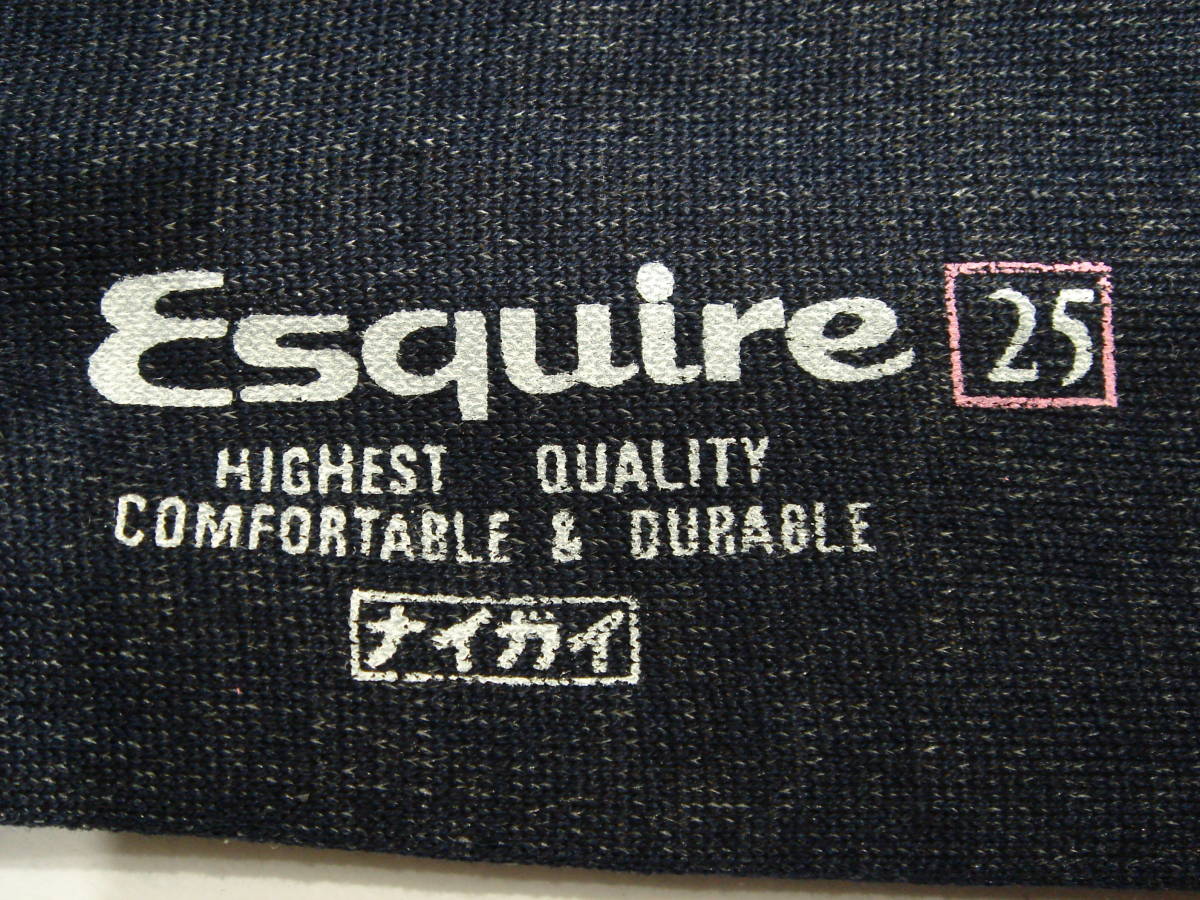 Esquire 25
HIGHEST QUALITY
COMFORTABLE & DURABLE
ナイガイ